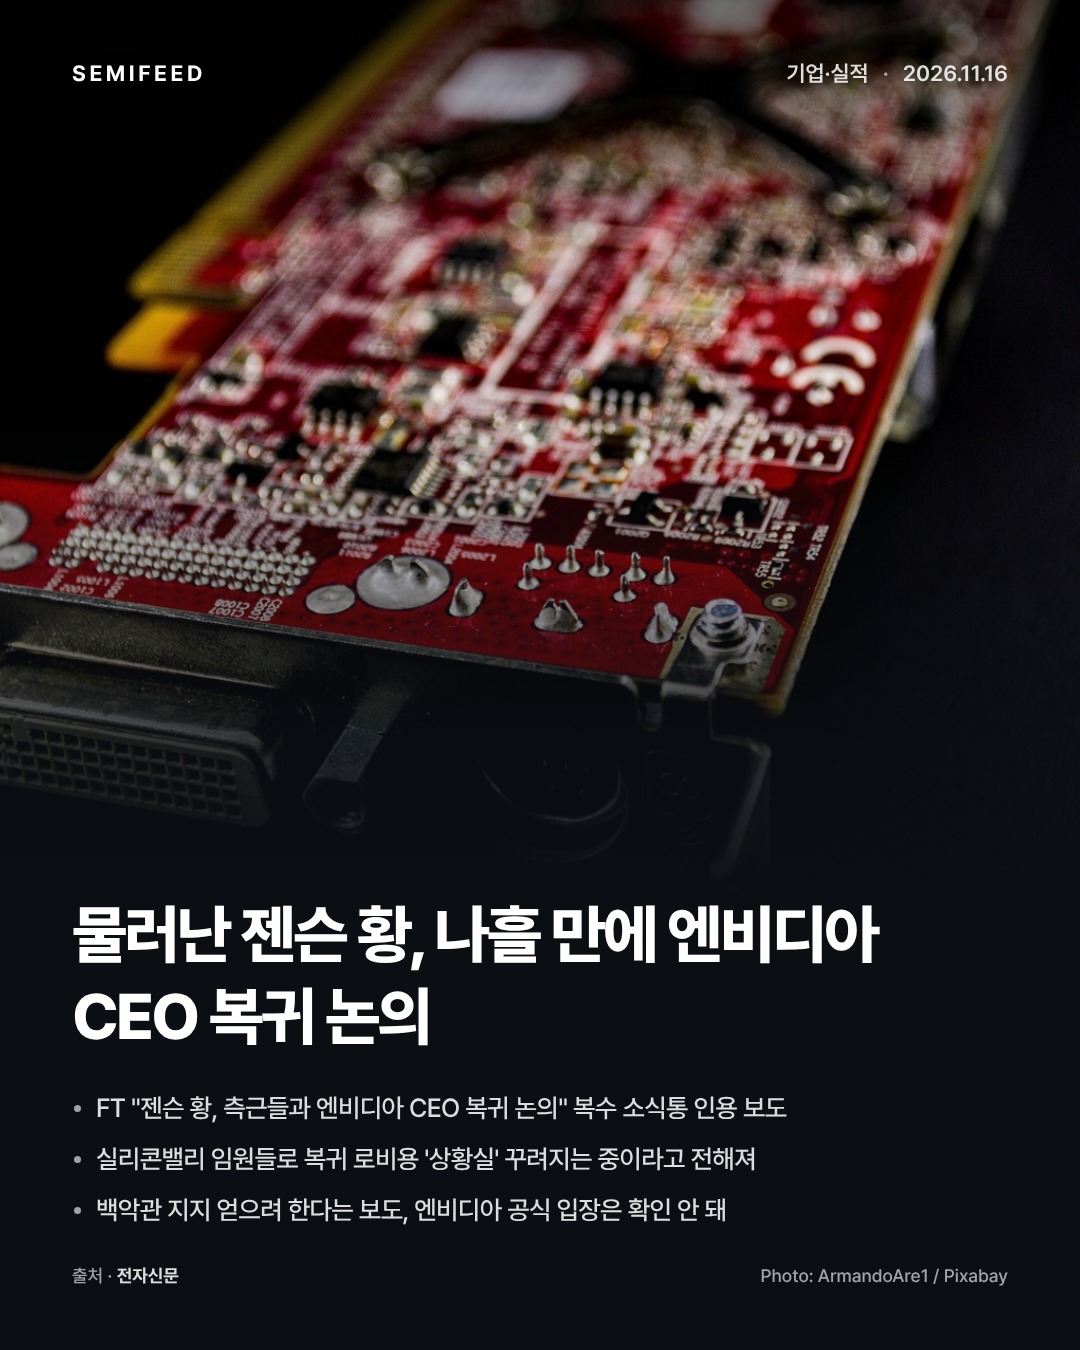 SEMIFEED
기업·실적 · 2026.11.16
물러난 젠슨 황, 나흘 만에 엔비디아
CEO 복귀 논의
• FT "젠슨 황, 측근들과 엔비디아 CEO 복귀 논의" 복수 소식통 인용 보도
• 실리콘밸리 임원들로 복귀 로비용 '상황실' 꾸려지는 중이라고 전해져
• 백악관 지지 얻으려 한다는 보도, 엔비디아 공식 입장은 확인 안 돼
출처 · 전자신문
Photo: ArmandoAre1 / Pixabay